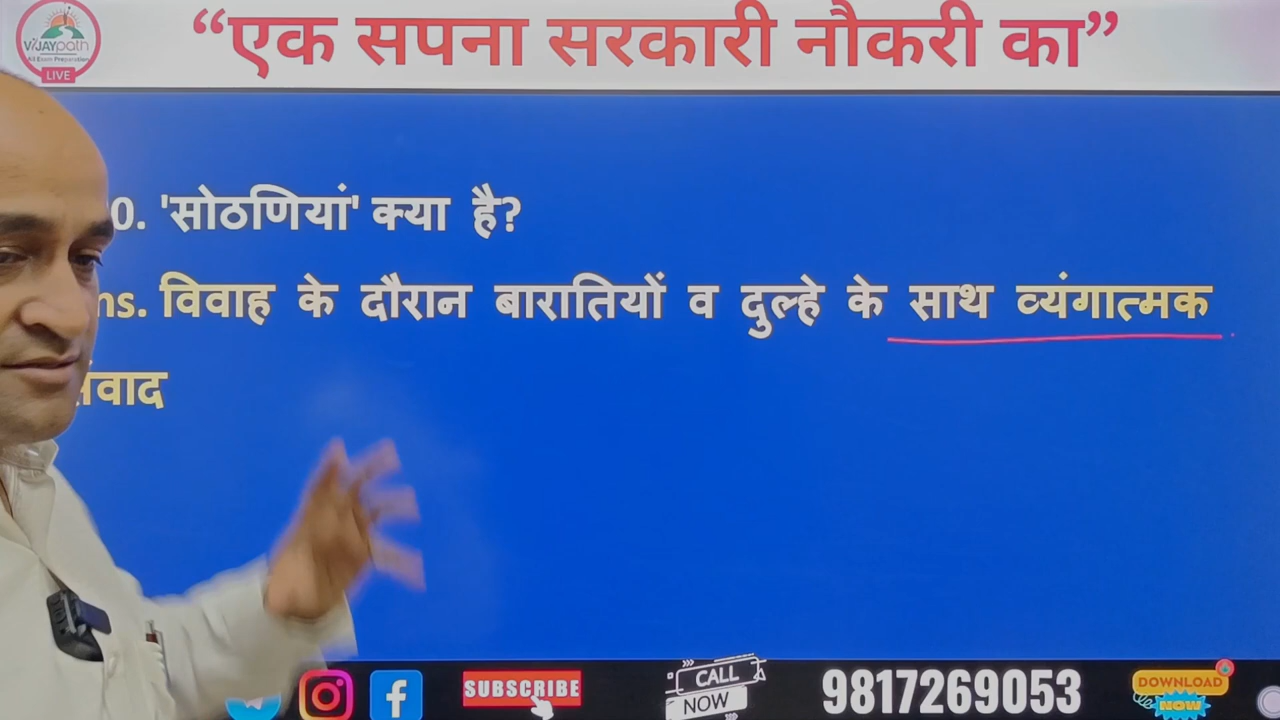 “एक सपना सरकारी नौकरी का”
VIJAYpath
All Exam Preparation
LIVE
0. 'सोठणियां' क्या है?
ns. विवाह के दौरान बारातियों व दुल्हे के साथ व्यंगात्मक
संवाद
SUBSCRIBE
CALL
NOW
9817269053
DOWNLOAD
NOW